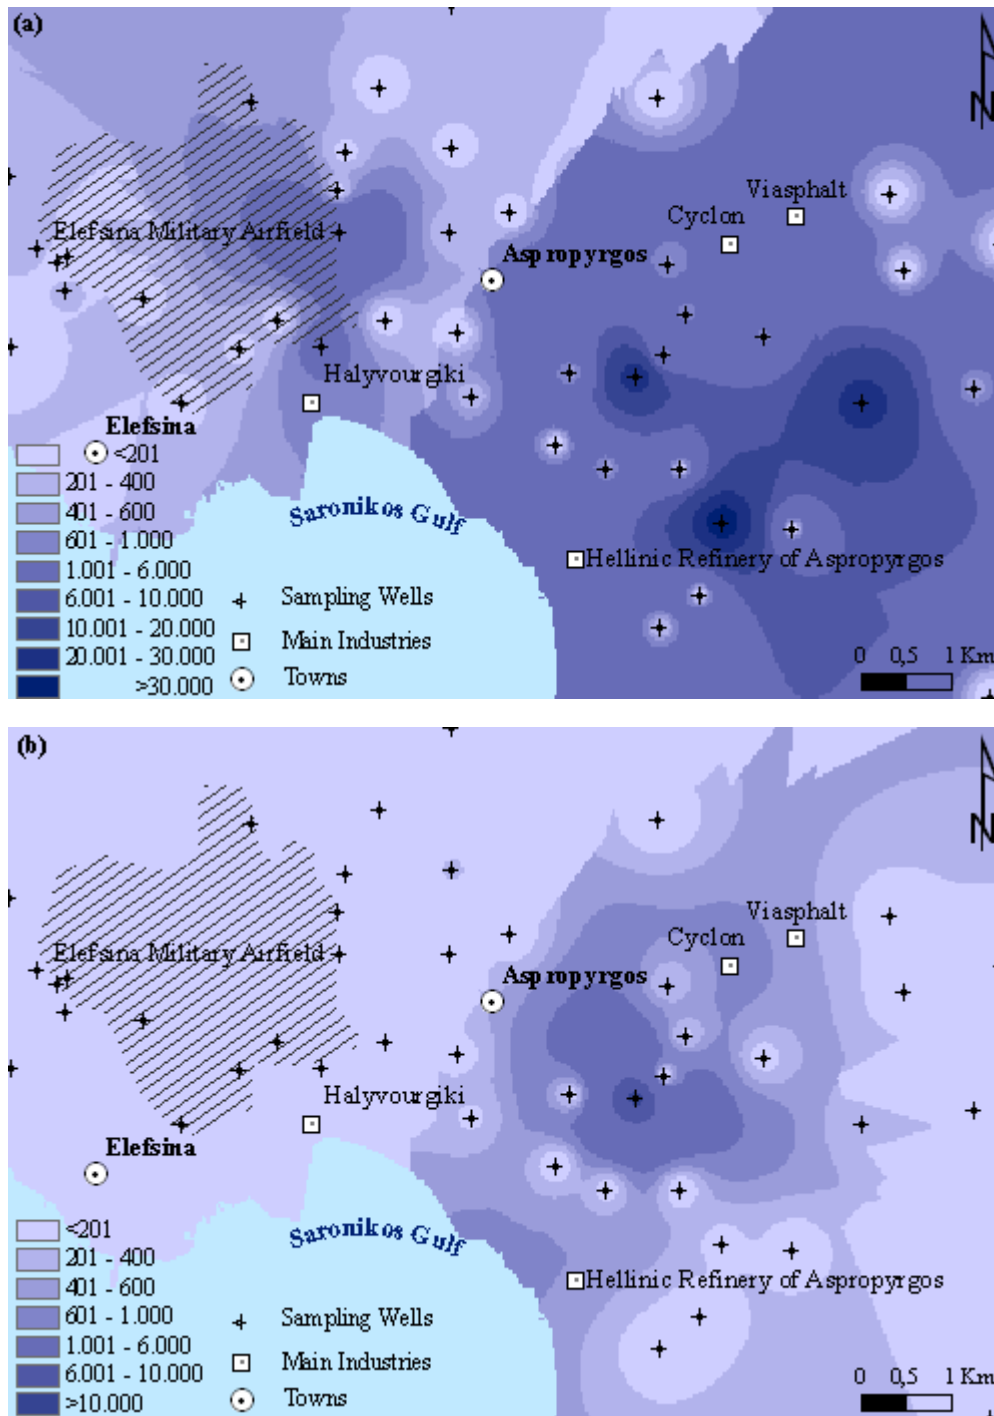 (a)
N
Viasphalt
Cyclon
Elefsina Military Airfield
Aspropyrgos
Halyvourgiki
Elefsina
<201
201 - 400
401 - 600
601 - 1.000
1.001 - 6.000
6.001 - 10.000
10.001 - 20.000
20.001 - 30.000
>30.000
Saronikos Gulf
Hellinic Refinery of Aspropyrgos
Sampling Wells
Main Industries
Towns
0 0,5 1 Km
(b)
N
Viasphalt
Cyclon
Elefsina Military Airfield
Aspropyrgos
Halyvourgiki
Elefsina
<201
201 - 400
401 - 600
601 - 1.000
1.001 - 6.000
6.001 - 10.000
>10.000
Saronikos Gulf
Hellinic Refinery of Aspropyrgos
Sampling Wells
Main Industries
Towns
0 0,5 1 Km